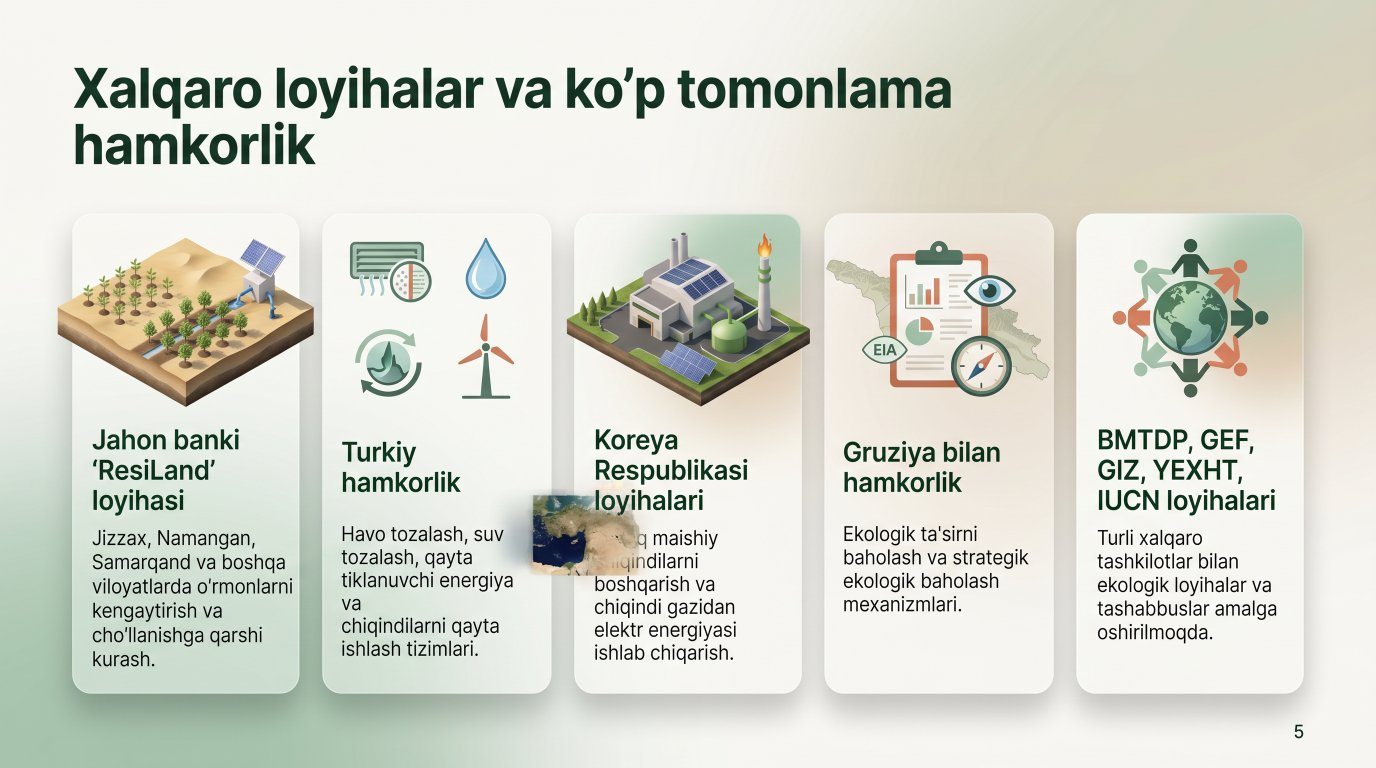 Xalqaro loyihalar va ko’p tomonlama
hamkorlik
EIA
Jahon banki
‘ResiLand’
loyihasi
Jizzax, Namangan,
Samarqand va boshqa
viloyatlarda o'rmonlarni
kengaytirish va
cho’llanishga qarshi
kurash.
Turkiy
hamkorlik
Havo tozalash, suv
tozalash, qayta
tiklanuvchi energiya
va
chiqindilarni qayta
ishlash tizimlari.
Koreya
Respublikasi
loyihalari
maishiy
chiqindilarni
boshqarish va
chiqindi gazidan
elektr energiyasi
ishlab chiqarish.
Gruziya bilan
hamkorlik
Ekologik ta'sirni
baholash va strategik
ekologik baholash
mexanizmlari.
BMTDP, GEF,
GIZ, YEXHT,
IUCN loyihalari
Turli xalqaro
tashkilotlar bilan
ekologik loyihalar va
tashabbuslar amalga
oshirilmoqda.
5